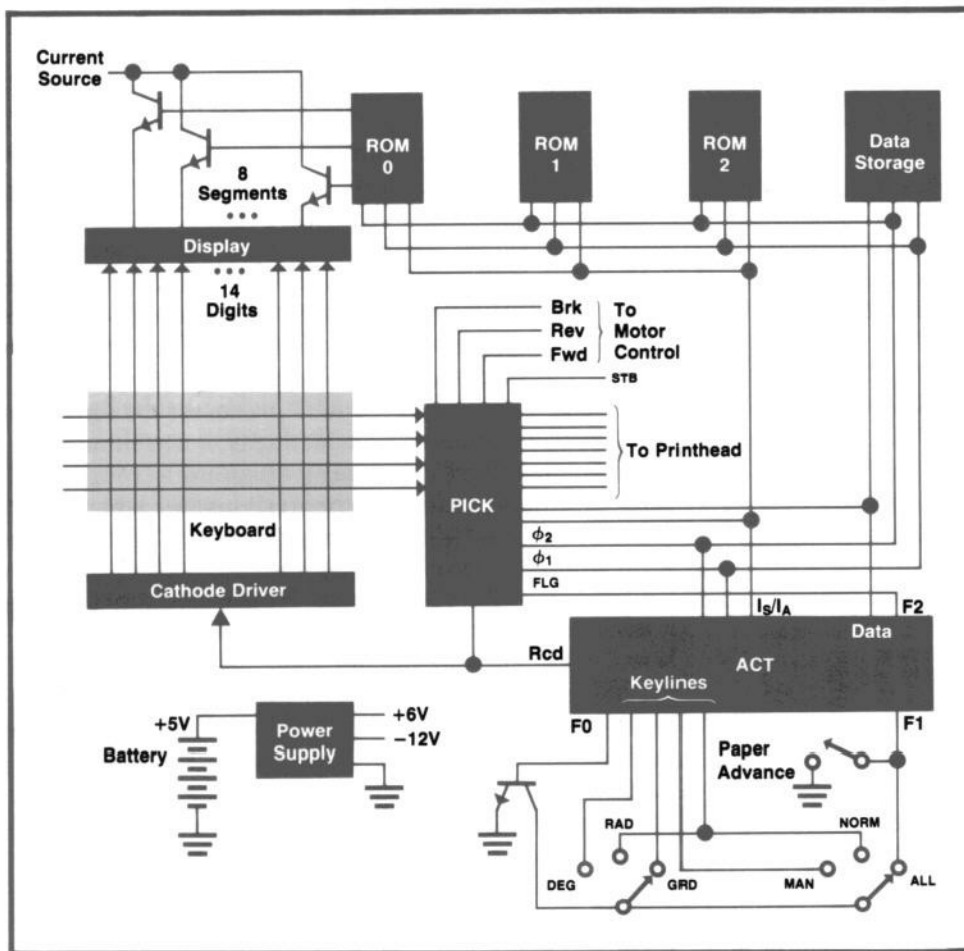 Current
Source
ROM
0
ROM
1
ROM
2
Data
Storage
8
Segments
Display
14
Digits
Brk
Rev
Fwd
To
Motor
Control
STB
To Printhead
PICK
Keyboard
ϕ2
ϕ1
FLG
Cathode Driver
IS/IA
F2
Data
Rcd
ACT
Keylines
F0
F1
+5V
Battery
Power
Supply
+6V
−12V
Paper
Advance
RAD
NORM
DEG
GRD
MAN
ALL